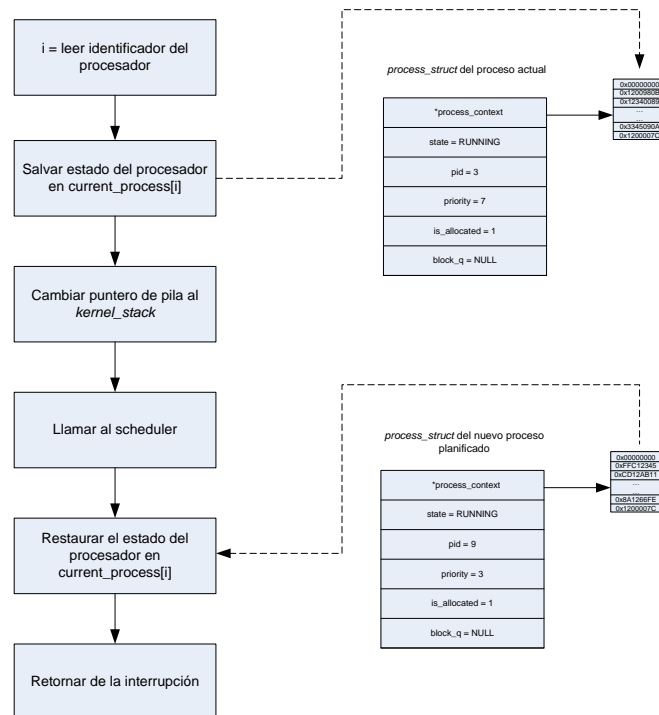 i = leer identificador del
procesador
Salvar estado del procesador
en current_process[i]
Cambiar puntero de pila al
kernel_stack
Llamar al scheduler
Restaurar el estado del
procesador en
current_process[i]
Retornar de la interrupción
process_struct del proceso actual
*process_context
state = RUNNING
pid = 3
priority = 7
is_allocated = 1
block_q = NULL
0x00000000
0x1200980B
0x12340089
...
...
0x3345090A
0x1200007C
process_struct del nuevo proceso
planificado
*process_context
state = RUNNING
pid = 9
priority = 3
is_allocated = 1
block_q = NULL
0x00000000
0xFFC12345
0xCD12AB11
...
...
0x8A1266FE
0x1200007C